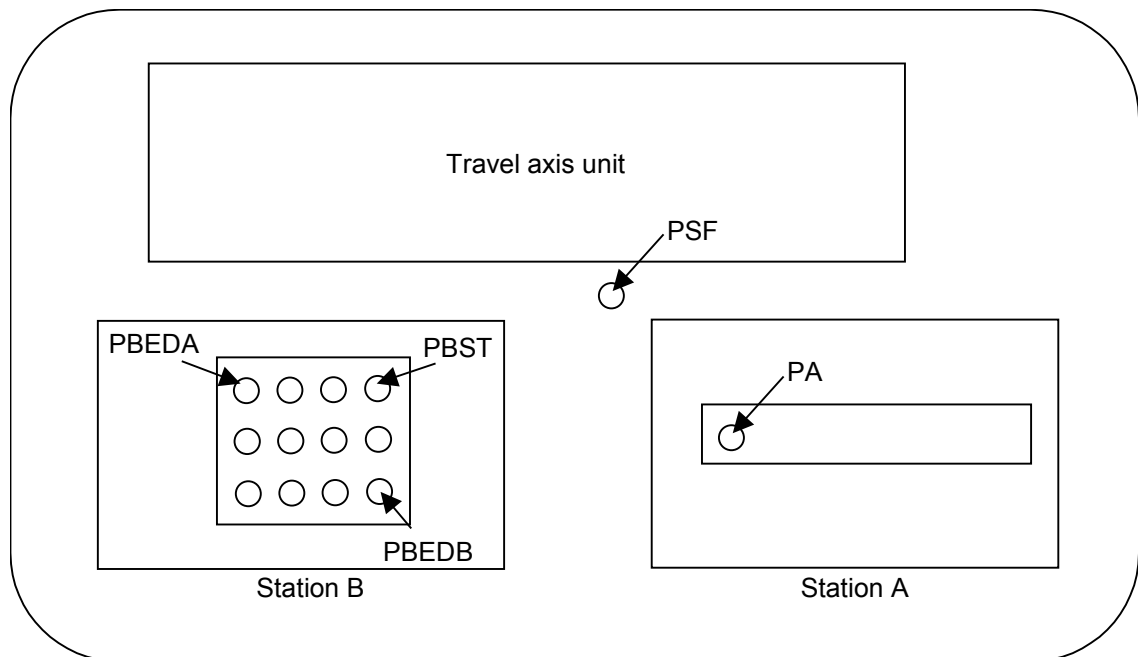 Travel axis unit
PSF
PBEDA
PBST
PA
PBEDB
Station B
Station A